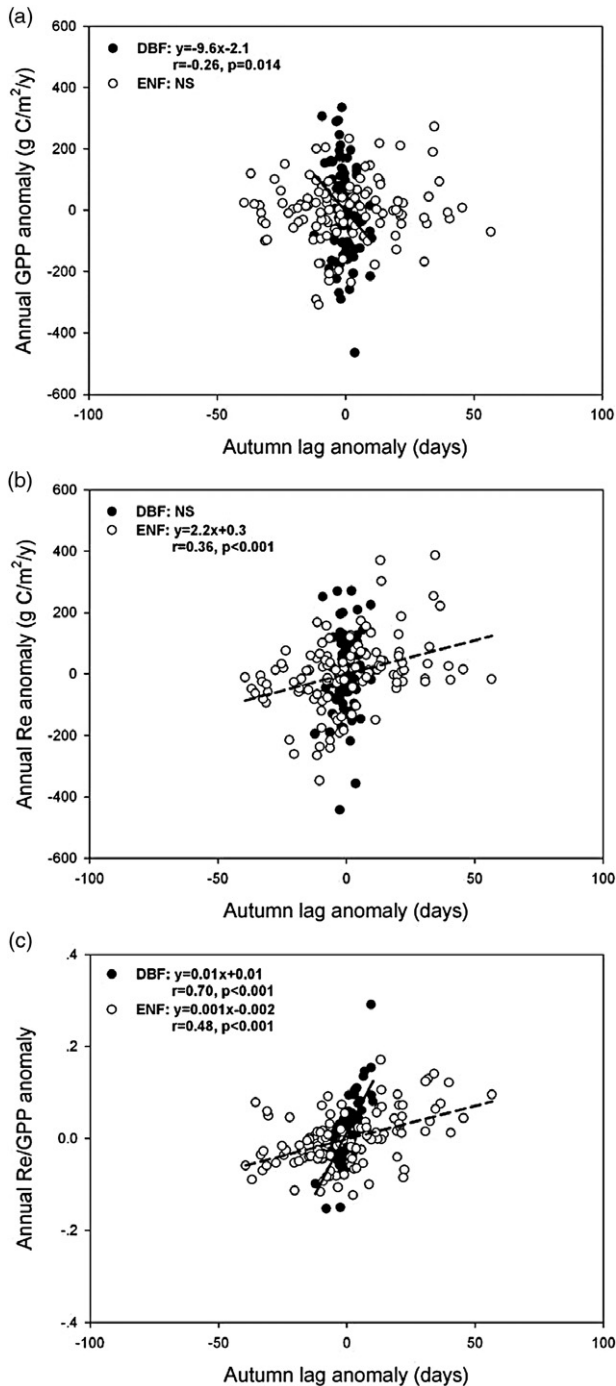 (a)
600
DBF: y=-9.6x-2.1
r=-0.26, p=0.014
ENF: NS
400
200
0
-200
-400
-600
Annual GPP anomaly (g C/m²/y)
-100 -50 0 50 100
Autumn lag anomaly (days)
(b)
600
DBF: NS
ENF: y=2.2x+0.3
r=0.36, p<0.001
400
200
0
-200
-400
-600
Annual Re anomaly (g C/m²/y)
-100 -50 0 50 100
Autumn lag anomaly (days)
(c)
.4
DBF: y=0.01x+0.01
r=0.70, p<0.001
ENF: y=0.001x-0.002
r=0.48, p<0.001
.2
0.0
-.2
-.4
Annual Re/GPP anomaly
-100 -50 0 50 100
Autumn lag anomaly (days)